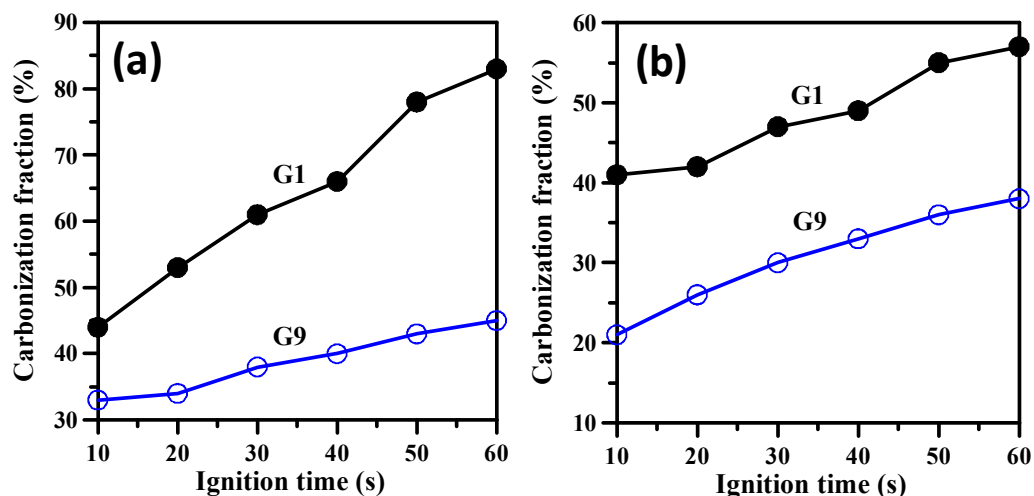 (a)
Carbonization fraction (%)
90
80
70
60
50
40
30
G1
G9
10 20 30 40 50 60
Ignition time (s)
(b)
Carbonization fraction (%)
60
50
40
30
20
10
G1
G9
10 20 30 40 50 60
Ignition time (s)